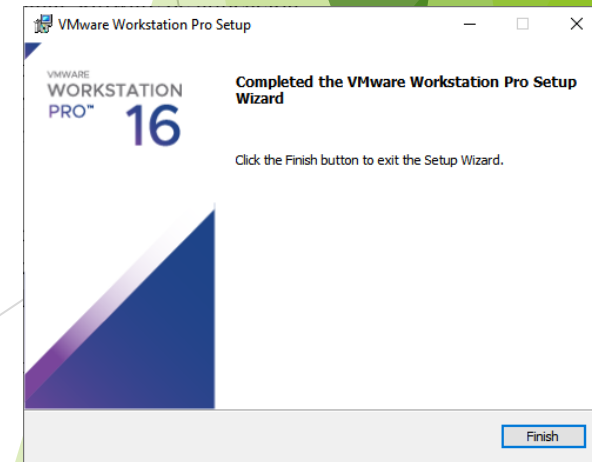 VMware Workstation Pro Setup
VMWARE
WORKSTATION
PRO™ 16
Completed the VMware Workstation Pro Setup
Wizard
Click the Finish button to exit the Setup Wizard.
Finish